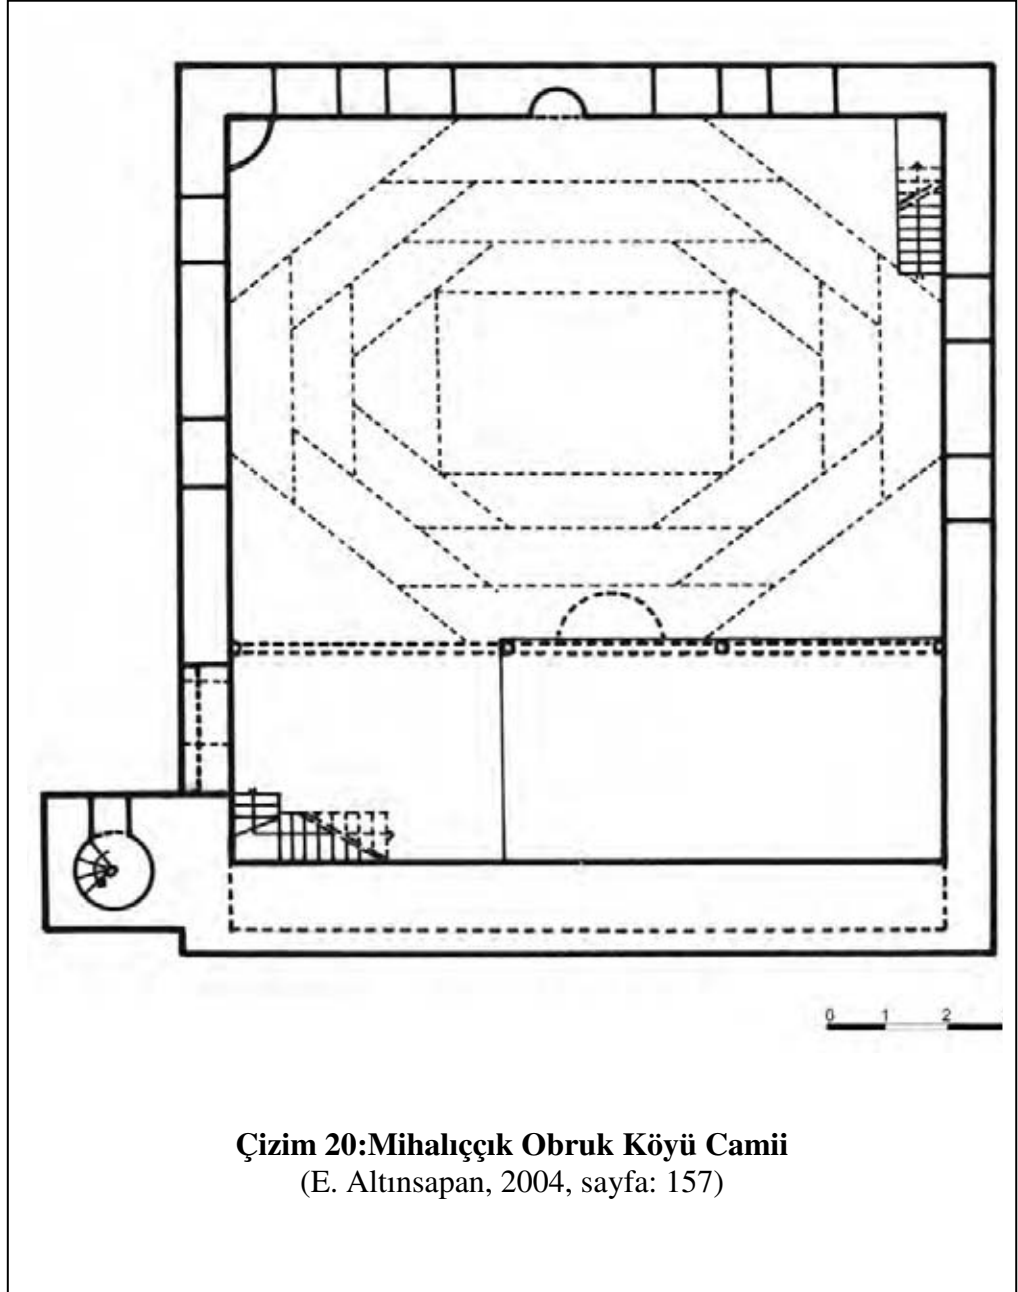 0 1 2
Çizim 20:Mihalıççık Obruk Köyü Camii
(E. Altınsapan, 2004, sayfa: 157)